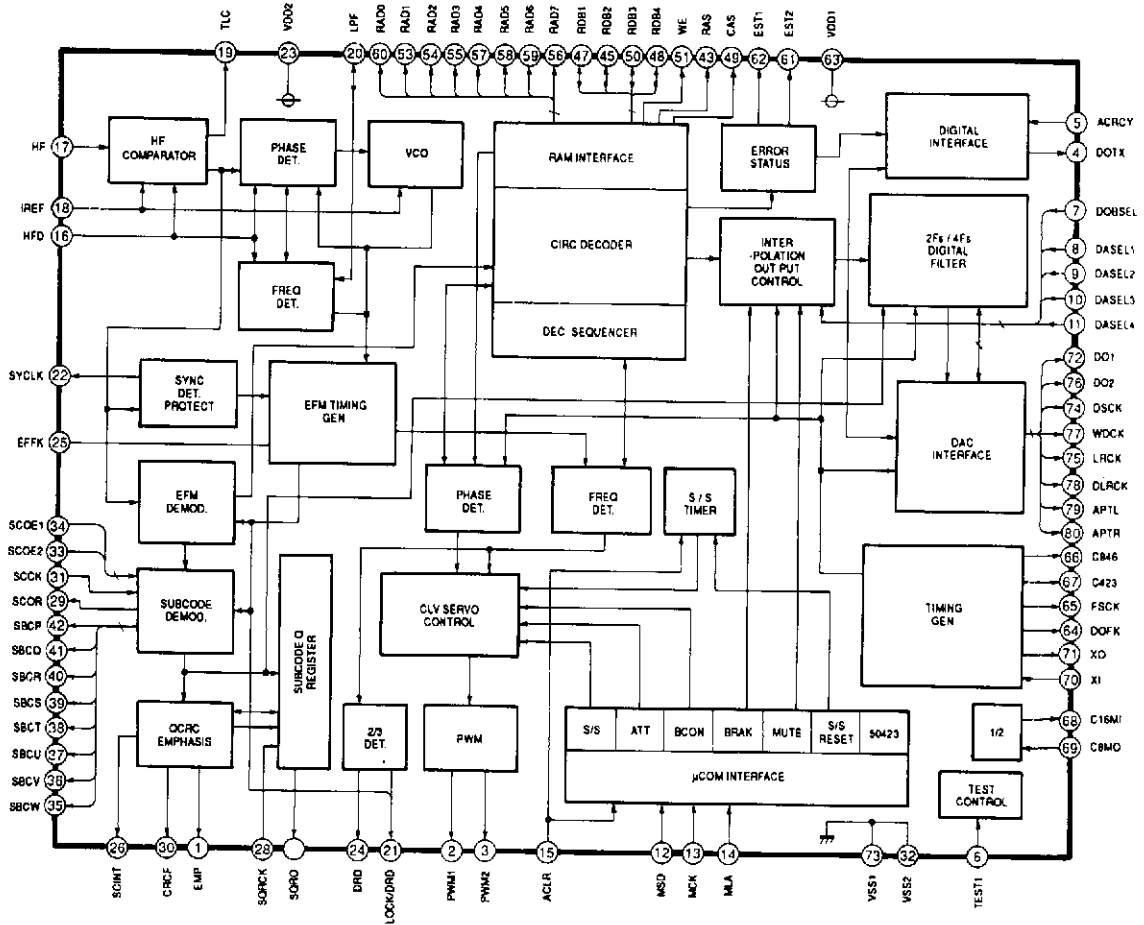 TLC
VDD2
LPF
RAD0
RAD1
RAD2
RAD3
RAD4
RAD5
RAD6
RAD7
RDB1
RDB2
RDB3
RDB4
WE
RAS
CAS
EST1
EST2
VDD1
19
23
20
60
53
54
55
57
58
59
56
47
45
50
48
51
43
49
62
61
63
HF
17
IREF
18
HFD
16
SYCLK
22
EFFK
25
SCOE1
34
SCOE2
33
SCCK
31
SCOR
29
SBCP
42
SBCQ
41
SBCR
40
SBCS
39
SBCT
38
SBCU
37
SBCV
36
SBCW
35
HF
COMPARATOR
PHASE
DET.
VCO
FREQ
DET.
RAM INTERFACE
CIRC DECODER
DEC SEQUENCER
ERROR
STATUS
DIGITAL
INTERFACE
INTER
-POLATION
OUT PUT
CONTROL
2Fs / 4Fs
DIGITAL
FILTER
SYNC
DET.
PROTECT
EFM TIMING
GEN
DAC
INTERFACE
EFM
DEMOD.
PHASE
DET.
FREQ
DET.
S / S
TIMER
SUBCODE
DEMOD.
SUBCODE Q
REGISTER
CLV SERVO
CONTROL
TIMING
GEN
QCRC
EMPHASIS
2/3
DET.
PWM
S/S
ATT
BCON
BRAK
MUTE
S/S
RESET
50423
µCOM INTERFACE
1/2
TEST
CONTROL
5
ACRCY
4
DOTX
7
DOBSEL
8
DASEL1
9
DASEL2
10
DASEL3
11
DASEL4
72
DO1
76
DO2
74
DSCK
77
WDCK
75
LRCK
78
DLRCK
79
APTL
80
APTR
66
C846
67
C423
65
FSCK
64
DOFK
71
XO
70
XI
68
C16MI
69
C8MO
26
30
1
28
24
21
2
3
15
12
13
14
73
32
6
SCINT
CRCF
EMP
SQRCK
SQRO
DRD
LOCK/DRD
PWM1
PWM2
ACLR
MSD
MCK
MLA
VSS1
VSS2
TEST1